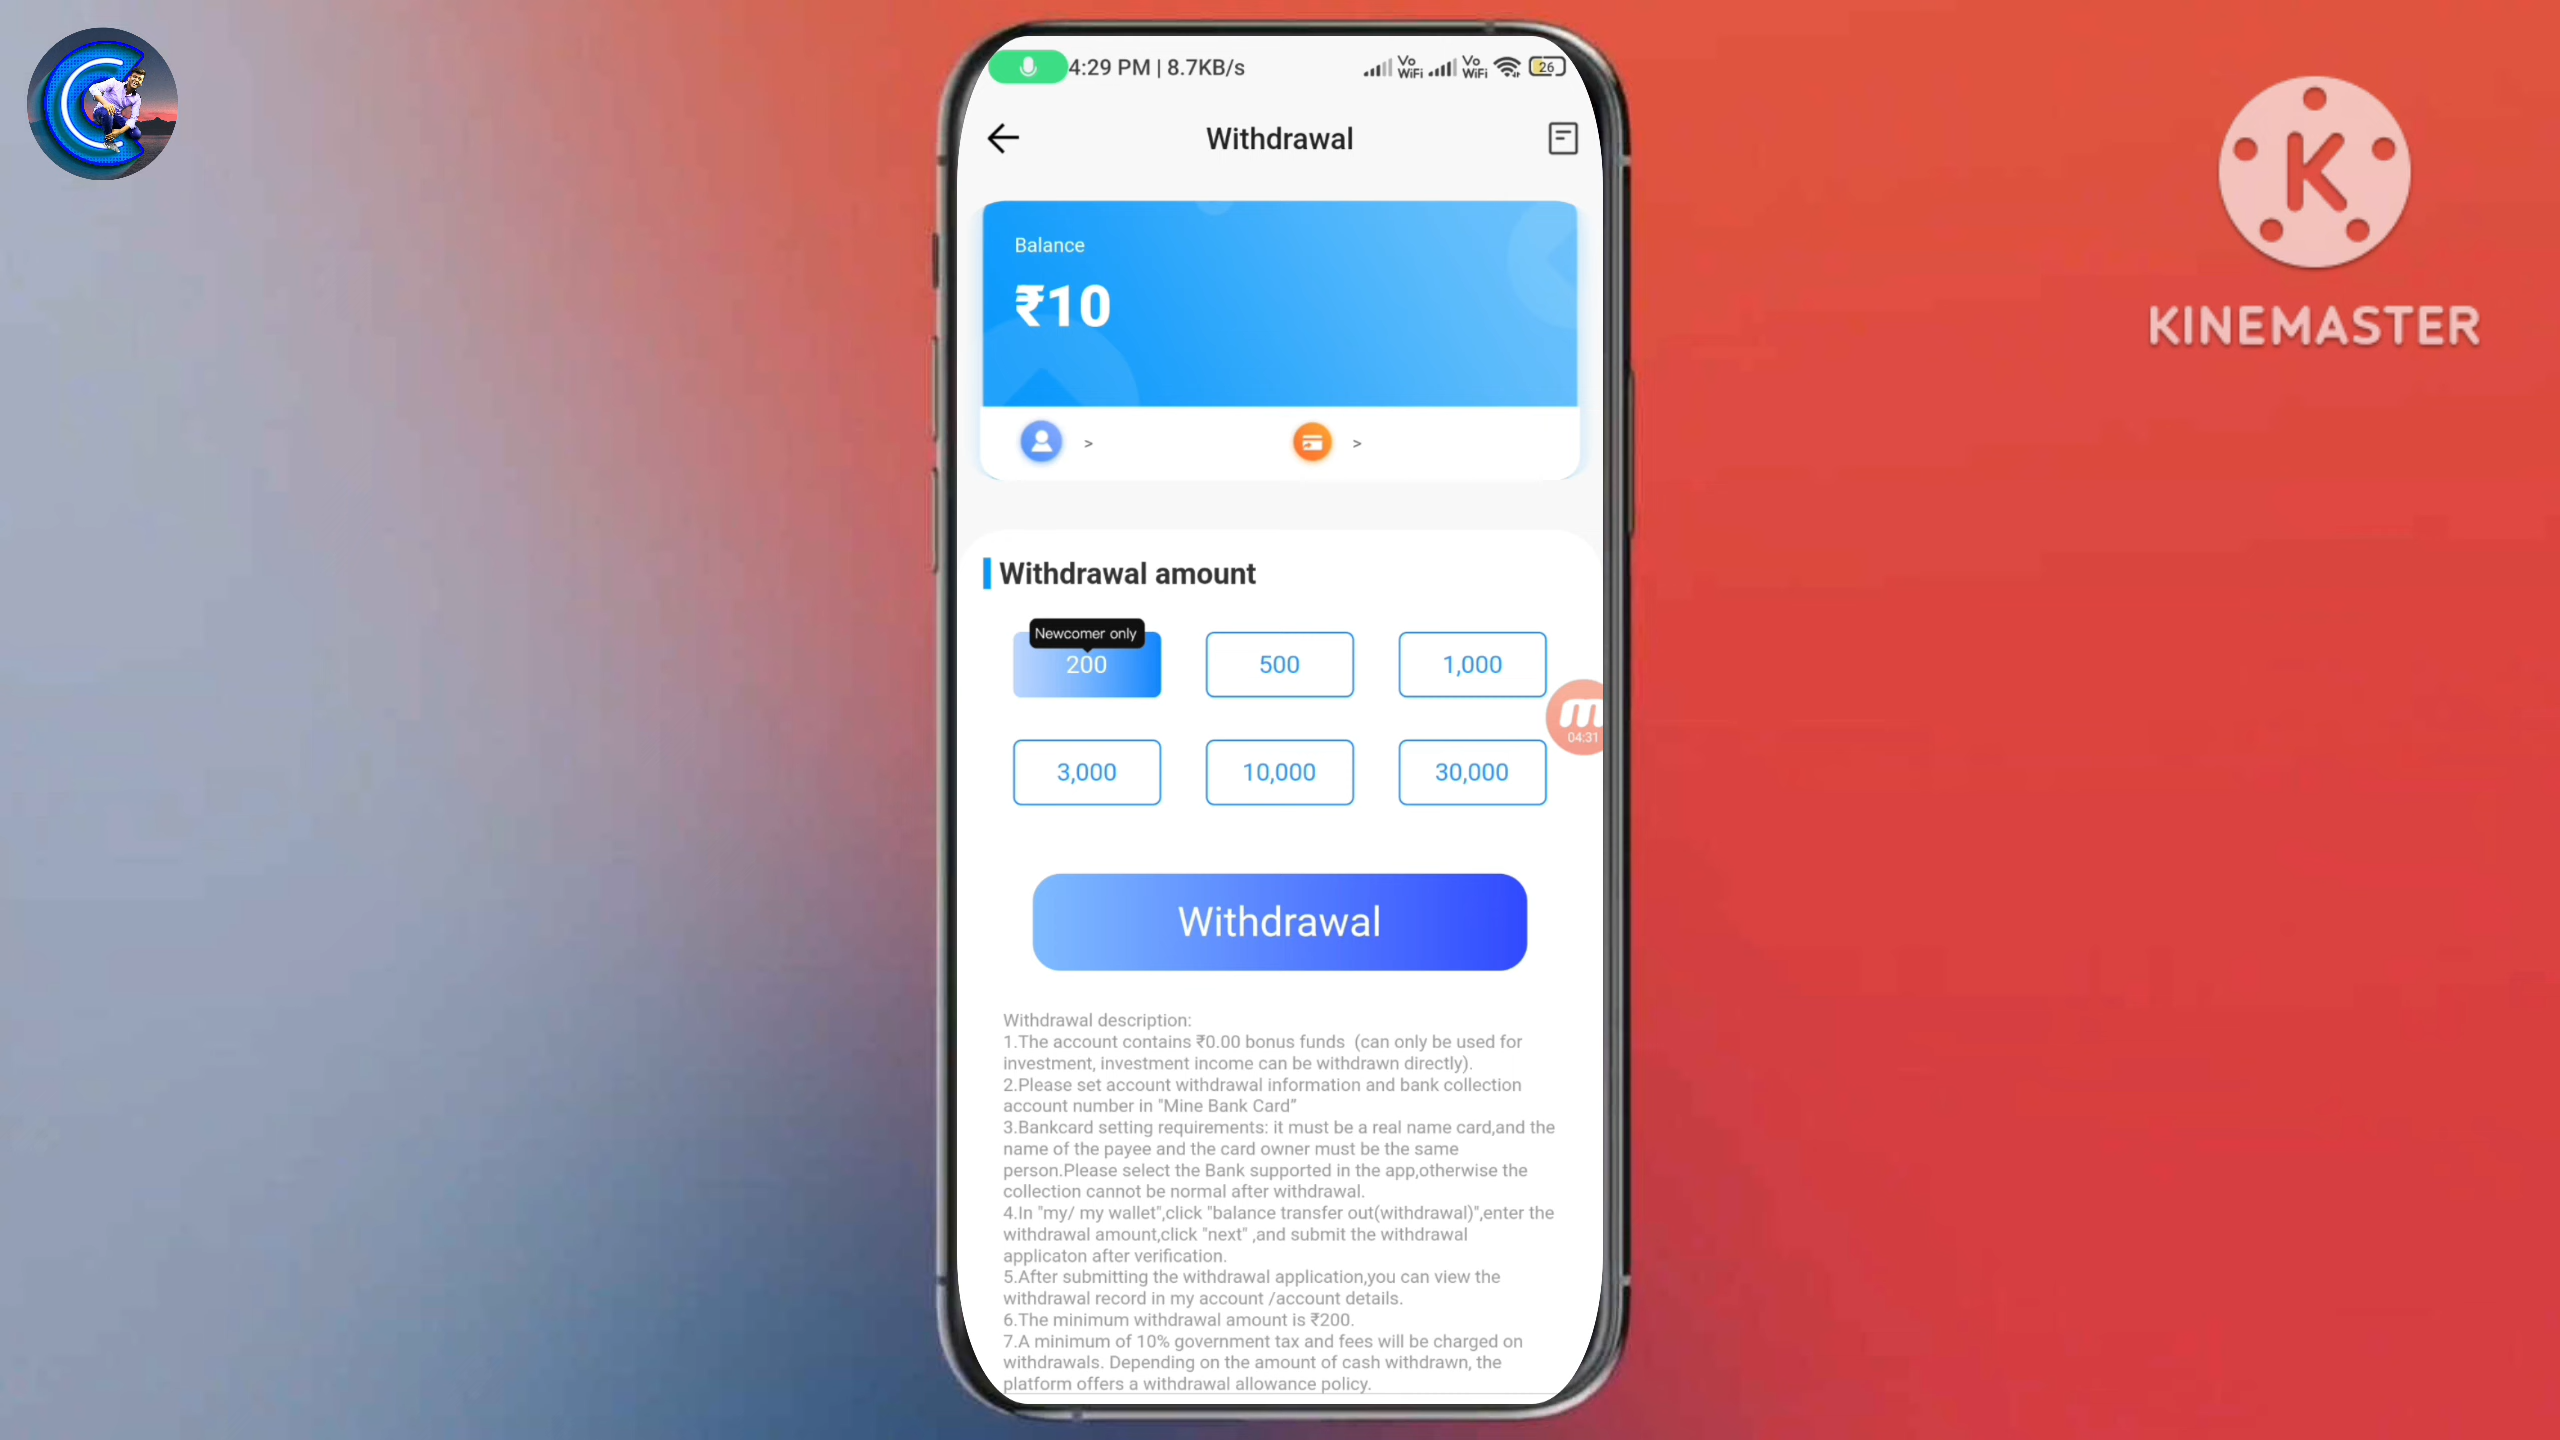 4:29 PM | 8.7KB/s
Vo WiFi
Vo WiFi
26
Withdrawal
K
KINEMASTER
Balance
₹10
>
>
Withdrawal amount
Newcomer only
200
500
1,000
m
04:31
3,000
10,000
30,000
Withdrawal
Withdrawal description:
1.The account contains ₹0.00 bonus funds  (can only be used for
investment, investment income can be withdrawn directly).
2.Please set account withdrawal information and bank collection
account number in "Mine Bank Card”
3.Bankcard setting requirements: it must be a real name card,and the
name of the payee and the card owner must be the same
person.Please select the Bank supported in the app,otherwise the
collection cannot be normal after withdrawal.
4.In "my/ my wallet",click "balance transfer out(withdrawal)",enter the
withdrawal amount,click "next" ,and submit the withdrawal
applicaton after verification.
5.After submitting the withdrawal application,you can view the
withdrawal record in my account /account details.
6.The minimum withdrawal amount is ₹200.
7.A minimum of 10% government tax and fees will be charged on
withdrawals. Depending on the amount of cash withdrawn, the
platform offers a withdrawal allowance policy.